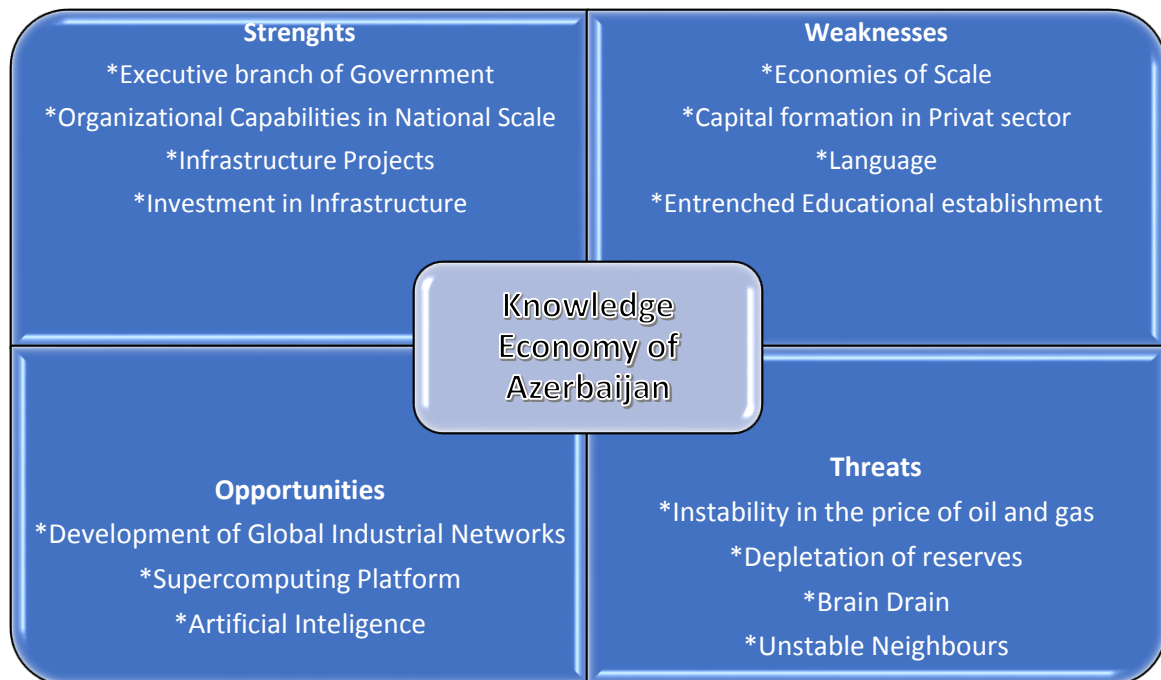 Strenghts
*Executive branch of Government
*Organizational Capabilities in National Scale
*Infrastructure Projects
*Investment in Infrastructure
Weaknesses
*Economies of Scale
*Capital formation in Privat sector
*Language
*Entrenched Educational establishment
Knowledge
Economy of
Azerbaijan
Opportunities
*Development of Global Industrial Networks
*Supercomputing Platform
*Artificial Inteligence
Threats
*Instability in the price of oil and gas
*Depletation of reserves
*Brain Drain
*Unstable Neighbours